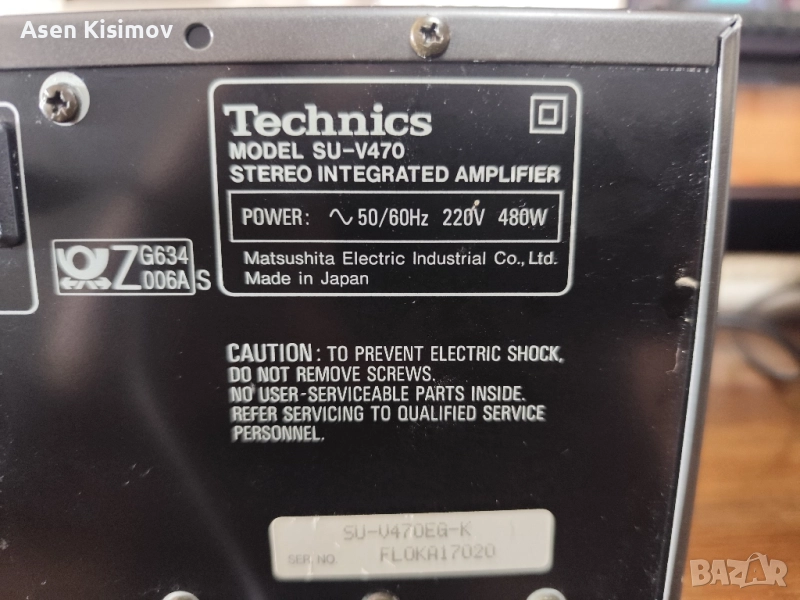 Asen Kisimov
Technics
MODEL SU-V470
STEREO INTEGRATED AMPLIFIER
POWER: ∿ 50/60Hz 220V 480W
Matsushita Electric Industrial Co., Ltd.
Made in Japan
Z G634
006A S
CAUTION: TO PREVENT ELECTRIC SHOCK,
DO NOT REMOVE SCREWS.
NO USER-SERVICEABLE PARTS INSIDE.
REFER SERVICING TO QUALIFIED SERVICE
PERSONNEL.
SU-V470EG-K
SER.NO. FL0KA17020
BAZAR